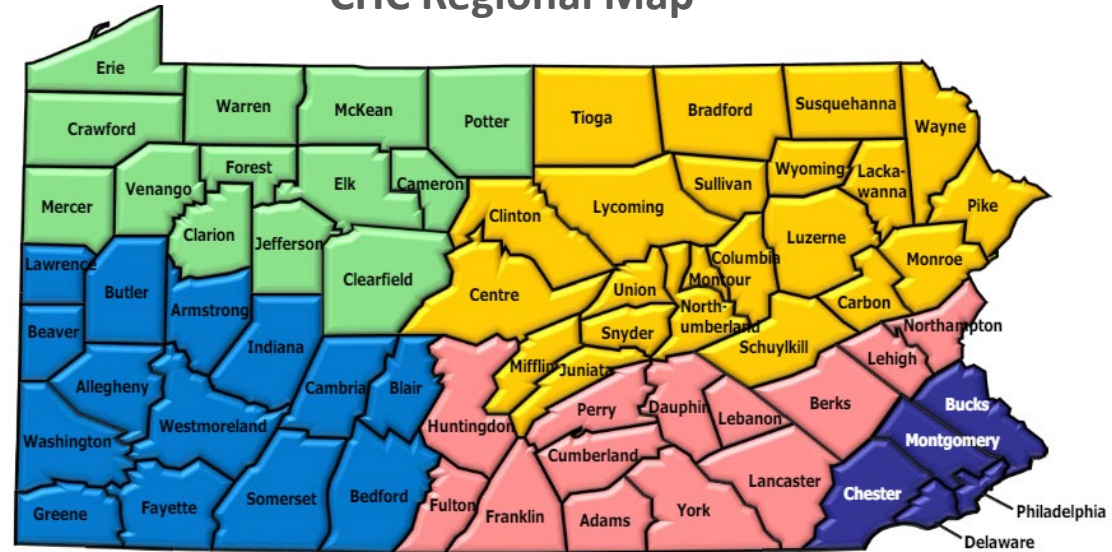 CHC Regional Map
Erie
Warren
McKean
Potter
Tioga
Bradford
Susquehanna
Wayne
Crawford
Forest
Elk
Cameron
Venango
Mercer
Clarion
Jefferson
Clearfield
Clinton
Lycoming
Sullivan
Wyoming
Lacka-
wanna
Pike
Luzerne
Monroe
Columbia
Montour
Union
Centre
North-
umberland
Snyder
Carbon
Schuylkill
Northampton
Lehigh
Lawrence
Butler
Armstrong
Beaver
Indiana
Allegheny
Cambria
Blair
Mifflin
Juniata
Perry
Dauphin
Lebanon
Berks
Bucks
Montgomery
Washington
Westmoreland
Huntingdon
Cumberland
Lancaster
Chester
Greene
Fayette
Somerset
Bedford
Fulton
Franklin
Adams
York
Philadelphia
Delaware